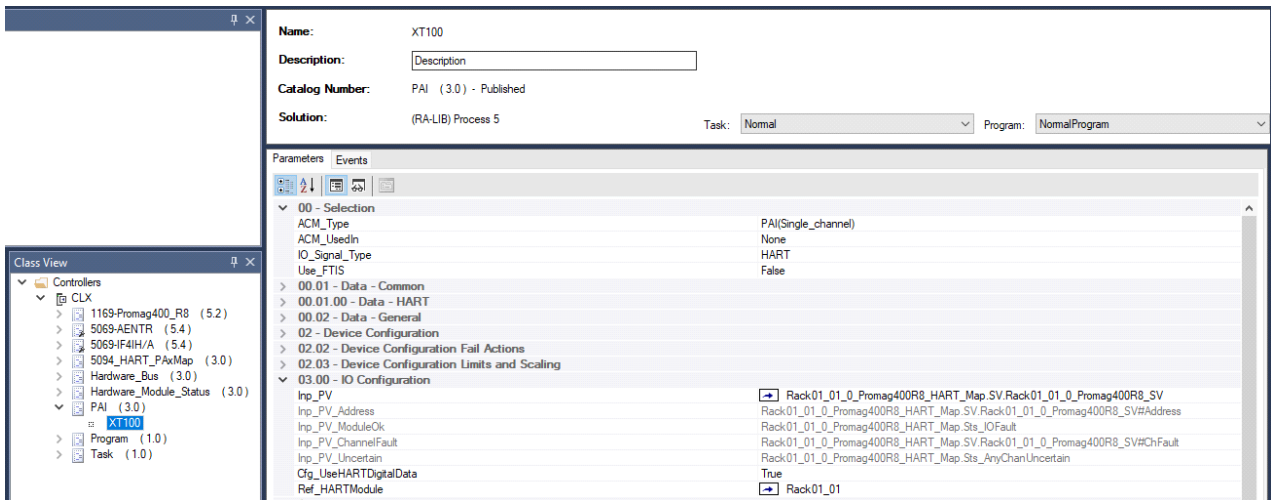 Name: XT100
Description: Description
Catalog Number: PAI (3.0) - Published
Solution: (RA-LIB) Process 5
Task: Normal Program: NormalProgram
Parameters Events
00 - Selection
ACM_Type PAI(Single_channel)
ACM_UsedIn None
IO_Signal_Type HART
Use_FTIS False
00.01 - Data - Common
00.01.00 - Data - HART
00.02 - Data - General
02 - Device Configuration
02.02 - Device Configuration Fail Actions
02.03 - Device Configuration Limits and Scaling
03.00 - IO Configuration
Inp_PV Rack01_01_0_Promag400R8_HART_Map.SV.Rack01_01_0_Promag400R8_SV
Inp_PV_Address Rack01_01_0_Promag400R8_HART_Map.SV.Rack01_01_0_Promag400R8_SV#Address
Inp_PV_ModuleOk Rack01_01_0_Promag400R8_HART_Map.Sts_IOFault
Inp_PV_ChannelFault Rack01_01_0_Promag400R8_HART_Map.SV.Rack01_01_0_Promag400R8_SV#ChFault
Inp_PV_Uncertain Rack01_01_0_Promag400R8_HART_Map.Sts_AnyChanUncertain
Cfg_UseHARTDigitalData True
Ref_HARTModule Rack01_01
Class View
Controllers
CLX
1169-Promag400_R8 (5.2)
5069-AENTR (5.4)
5069-IF4IH/A (5.4)
5094_HART_PAxMap (3.0)
Hardware_Bus (3.0)
Hardware_Module_Status (3.0)
PAI (3.0)
XT100
Program (1.0)
Task (1.0)